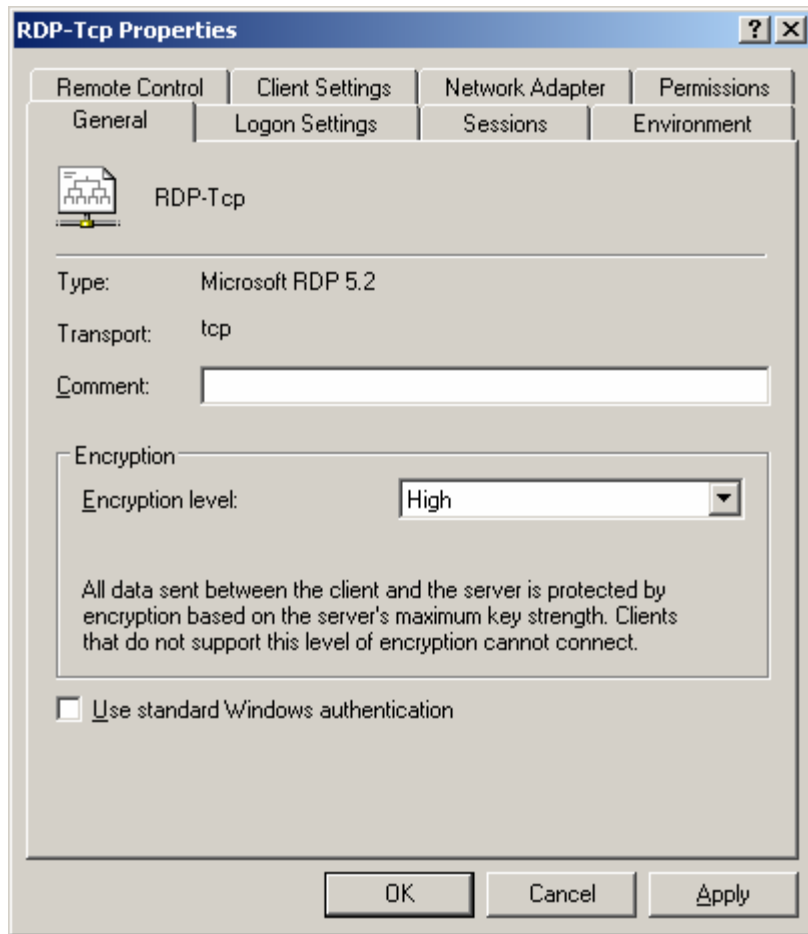 RDP-Tcp Properties
Remote Control
Client Settings
Network Adapter
Permissions
General
Logon Settings
Sessions
Environment
RDP-Tcp
Type: Microsoft RDP 5.2
Transport: tcp
Comment:
Encryption
Encryption level: High
All data sent between the client and the server is protected by
encryption based on the server's maximum key strength. Clients
that do not support this level of encryption cannot connect.
Use standard Windows authentication
OK
Cancel
Apply